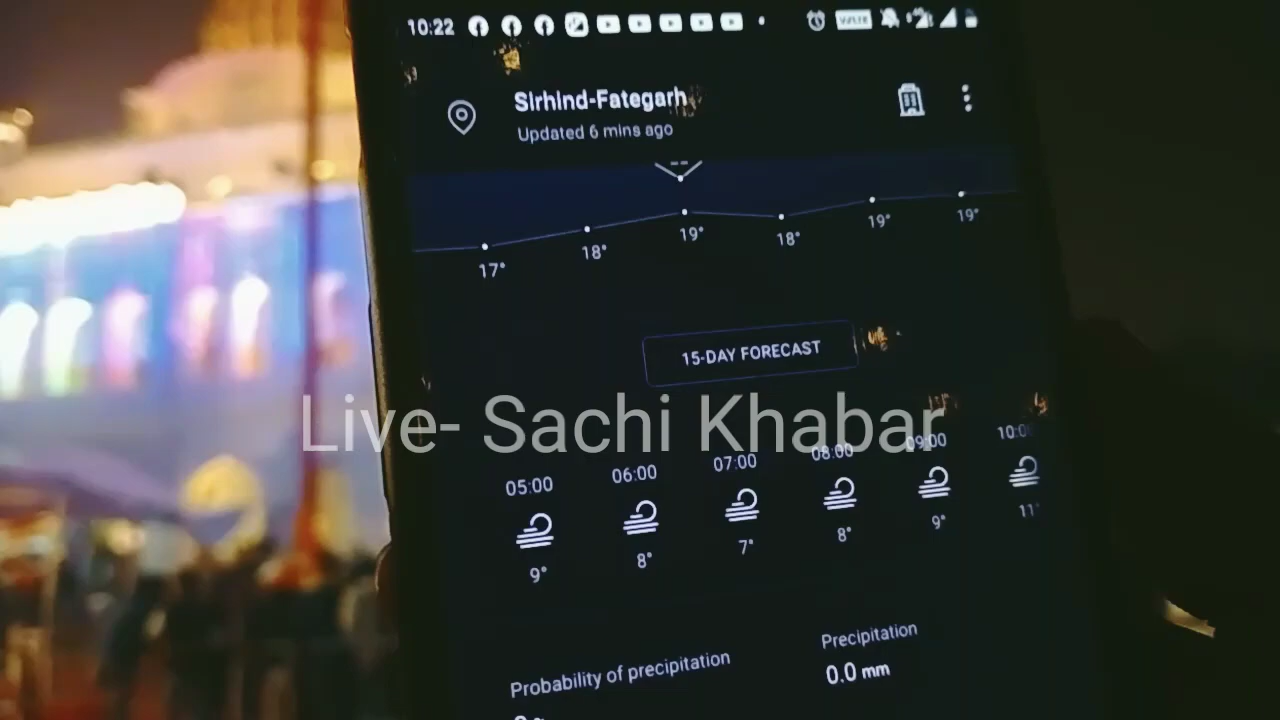 10:22
Sirhind-Fategarh
Updated 6 mins ago
17° 18° 19° 18° 19° 19°
15-DAY FORECAST
Live- Sachi Khabar
05:00 06:00 07:00 08:00 09:00
9° 8° 7° 8° 9° 11°
Probability of precipitation
Precipitation
0.0 mm